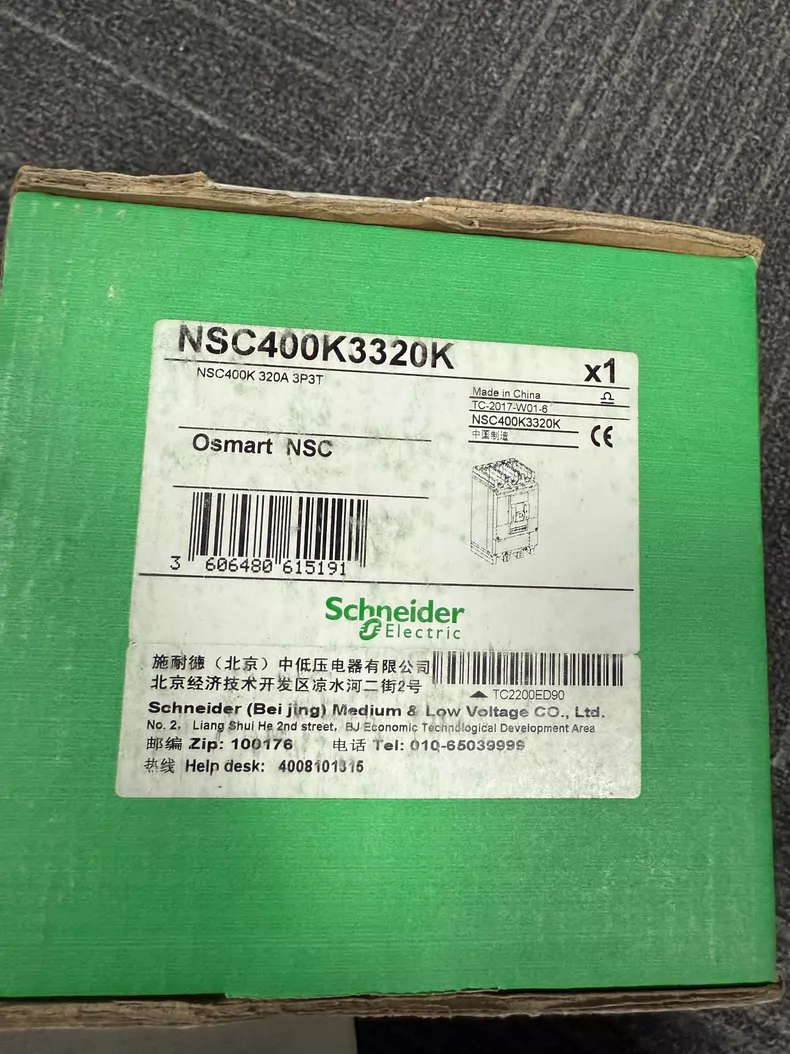 NSC400K3320K
x1
NSC400K 320A 3P3T
Made in China
TC-2017-W01-6
NSC400K3320K
中国制造
CE
Osmart NSC
3 606480 615191
Schneider
Electric
施耐德（北京）中低压电器有限公司
北京经济技术开发区凉水河二街2号
TC2200ED90
Schneider (Beijing) Medium & Low Voltage CO., Ltd.
No. 2, Liang Shui He 2nd street, BJ Economic Technological Development Area
邮编 Zip: 100176 电话 Tel: 010-65039999
热线 Help desk: 4008101315